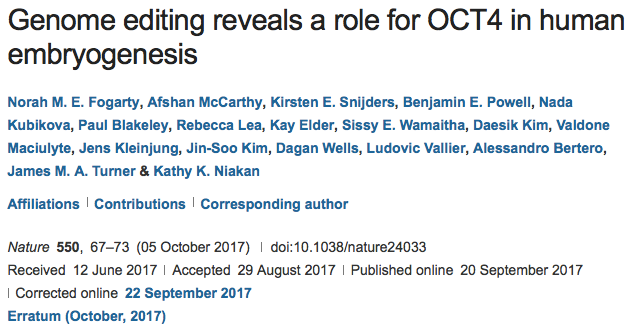 Genome editing reveals a role for OCT4 in human
embryogenesis
Norah M. E. Fogarty, Afshan McCarthy, Kirsten E. Snijders, Benjamin E. Powell, Nada
Kubikova, Paul Blakeley, Rebecca Lea, Kay Elder, Sissy E. Wamaitha, Daesik Kim, Valdone
Maciulyte, Jens Kleinjung, Jin-Soo Kim, Dagan Wells, Ludovic Vallier, Alessandro Bertero,
James M. A. Turner & Kathy K. Niakan
Affiliations | Contributions | Corresponding author
Nature 550, 67–73 (05 October 2017) | doi:10.1038/nature24033
Received 12 June 2017 | Accepted 29 August 2017 | Published online 20 September 2017
| Corrected online 22 September 2017
Erratum (October, 2017)